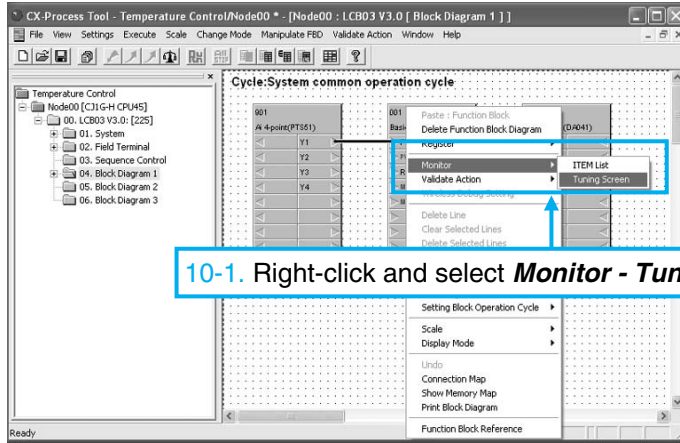 CX-Process Tool - Temperature Control/Node00 * - [Node00 : LCB03 V3.0 [ Block Diagram 1 ] ]
File View Settings Execute Scale Change Mode Manipulate FBD Validate Action Window Help
Temperature Control
Node00 [CJ1G-H CPU45]
00. LCB03 V3.0: [225]
01. System
02. Field Terminal
03. Sequence Control
04. Block Diagram 1
05. Block Diagram 2
06. Block Diagram 3
Cycle:System common operation cycle
901
Ai 4-point(PTS51)
Y1
Y2
Y3
Y4
001
Basi
(DA041)
Paste : Function Block
Delete Function Block Diagram
Register
Monitor
ITEM List
Validate Action
Tuning Screen
Wireless Debug Setting
Delete Line
Clear Selected Lines
Delete Selected Lines
10-1. Right-click and select Monitor - Tun
Setting Block Operation Cycle
Scale
Display Mode
Undo
Connection Map
Show Memory Map
Print Block Diagram
Function Block Reference
Ready